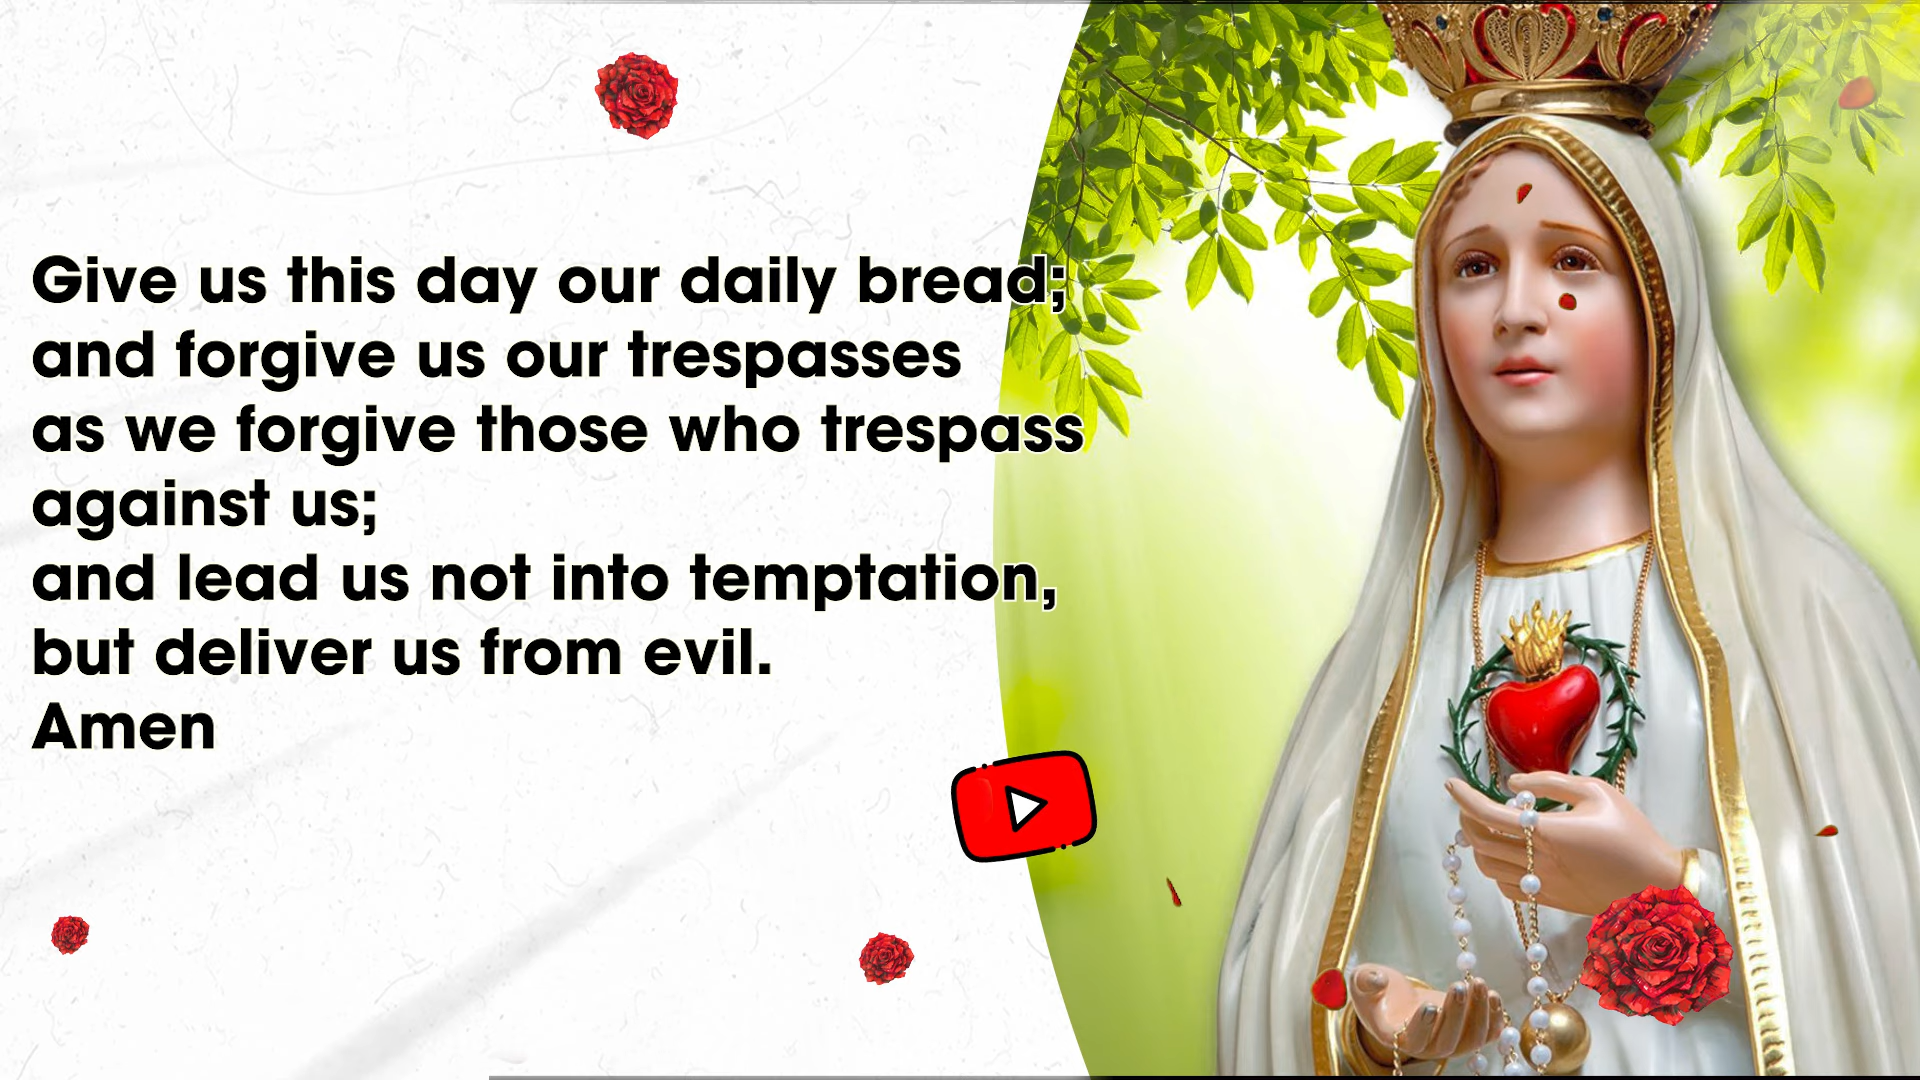 Give us this day our daily bread;
and forgive us our trespasses
as we forgive those who trespass
against us;
and lead us not into temptation,
but deliver us from evil.
Amen